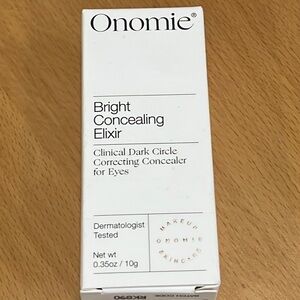 Onomie®
Bright
Concealing
Elixir
Clinical Dark Circle
Correcting Concealer
for Eyes
Dermatologist
Tested
Net wt
0.35oz / 10g
MAKEUP
ONOMIE
SKINCARE